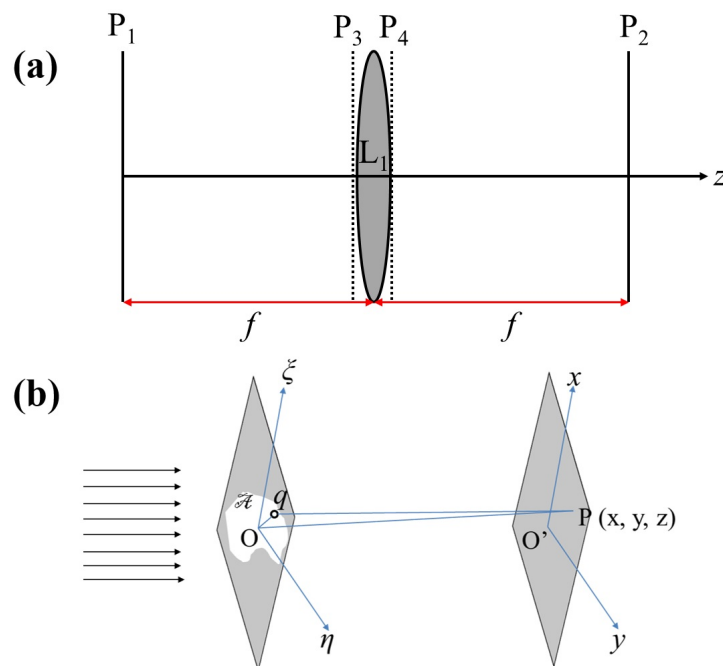 (a)
P₁
P₃
P₄
P₂
L₁
z
f
f
(b)
ξ
x
𝒜
q
O
P (x, y, z)
O’
η
y